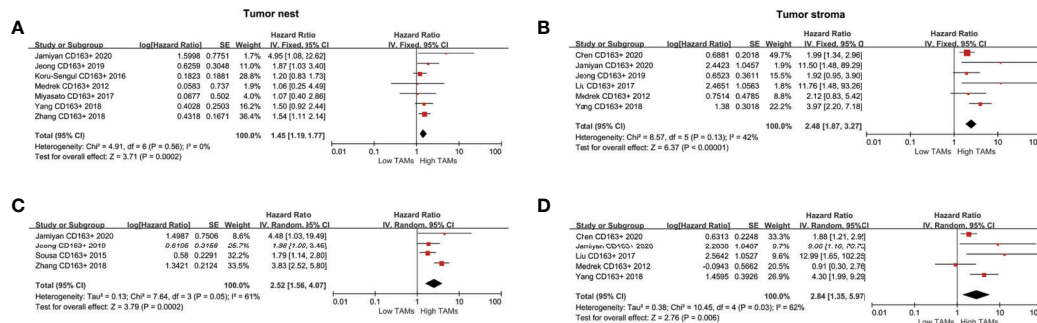 Tumor nest
A
Hazard Ratio Hazard Ratio
Study or Subgroup log[Hazard Ratio] SE Weight IV. Fixed. 95% CI IV. Fixed. 95% CI
Jamiyan CD163+ 2020 1.5998 0.7751 1.7% 4.95 [1.08, 22.62]
Jeong CD163+ 2019 0.6259 0.3048 11.0% 1.87 [1.03, 3.40]
Koru-Sengul CD163+ 2016 0.1823 0.1881 28.8% 1.20 [0.83, 1.73]
Medrek CD163+ 2012 0.0583 0.737 1.9% 1.06 [0.25, 4.49]
Miyasato CD163+ 2017 0.0677 0.502 4.0% 1.07 [0.40, 2.86]
Yang CD163+ 2018 0.4028 0.2503 16.2% 1.50 [0.92, 2.44]
Zhang CD163+ 2018 0.4318 0.1671 36.4% 1.54 [1.11, 2.14]
Total (95% CI) 100.0% 1.45 [1.19, 1.77]
Heterogeneity: Chi² = 4.91, df = 6 (P = 0.56); I² = 0%
Test for overall effect: Z = 3.71 (P = 0.0002)
0.01 0.1 1 10 100
Low TAMs High TAMs
Tumor stroma
B
Hazard Ratio Hazard Ratio
Study or Subgroup log[Hazard Ratio] SE Weight IV. Fixed, 95% CI IV. Fixed, 95% CI
Chen CD163+ 2020 0.6881 0.2018 49.7% 1.99 [1.34, 2.96]
Jamiyan CD163+ 2020 2.4423 1.0457 1.9% 11.50 [1.48, 89.29]
Jeong CD163+ 2019 0.6523 0.3611 15.5% 1.92 [0.95, 3.90]
Liu CD163+ 2017 2.4651 1.0563 1.8% 11.76 [1.48, 93.26]
Medrek CD163+ 2012 0.7514 0.4785 8.8% 2.12 [0.83, 5.42]
Yang CD163+ 2018 1.38 0.3018 22.2% 3.97 [2.20, 7.18]
Total (95% CI) 100.0% 2.48 [1.87, 3.27]
Heterogeneity: Chi² = 8.57, df = 5 (P = 0.13); I² = 42%
Test for overall effect: Z = 6.37 (P < 0.00001)
0.01 0.1 1 10 100
Low TAMs High TAMs
C
Hazard Ratio Hazard Ratio
Study or Subgroup log[Hazard Ratio] SE Weight IV. Random, 95% CI IV. Random, 95% CI
Jamiyan CD163+ 2020 1.4987 0.7506 8.6% 4.48 [1.03, 19.49]
Jeong CD163+ 2019
Sousa CD163+ 2015 0.58 0.2291 31.1% 1.79 [1.14, 2.80]
Zhang CD163+ 2018 1.3421 0.2124 33.5% 3.83 [2.52, 5.80]
Total (95% CI) 100.0% 2.52 [1.56, 4.07]
Heterogeneity: Tau² = 0.13; Chi² = 7.64, df = 3 (P = 0.05); I² = 61%
Test for overall effect: Z = 3.79 (P = 0.0002)
0.01 0.1 1 10 100
Low TAMs High TAMs
D
Hazard Ratio Hazard Ratio
Study or Subgroup log[Hazard Ratio] SE Weight IV. Random, 95% CI IV. Random, 95% CI
Chen CD163+ 2020 0.6313 0.2248 33.3% 1.88 [1.21, 2.9
Jamiyan 2020
Liu CD163+ 2017 2.5642 1.0527 9.6% 12.99 [1.65, 102.2
Medrek CD163+ 2012 -0.0943 0.5662 20.5% 0.91 [0.30, 2.7
Yang CD163+ 2018 1.4595 0.3926 26.9% 4.30 [1.99, 9.2
Total (95% CI) 100.0% 2.84 [1.35, 5.97]
Heterogeneity: Tau² = 0.38; Chi² = 10.45, df = 4 (P = 0.03); I² = 62%
Test for overall effect: Z = 2.76 (P = 0.006)
0.01 0.1 1 10 100
Low TAMs High TAMs